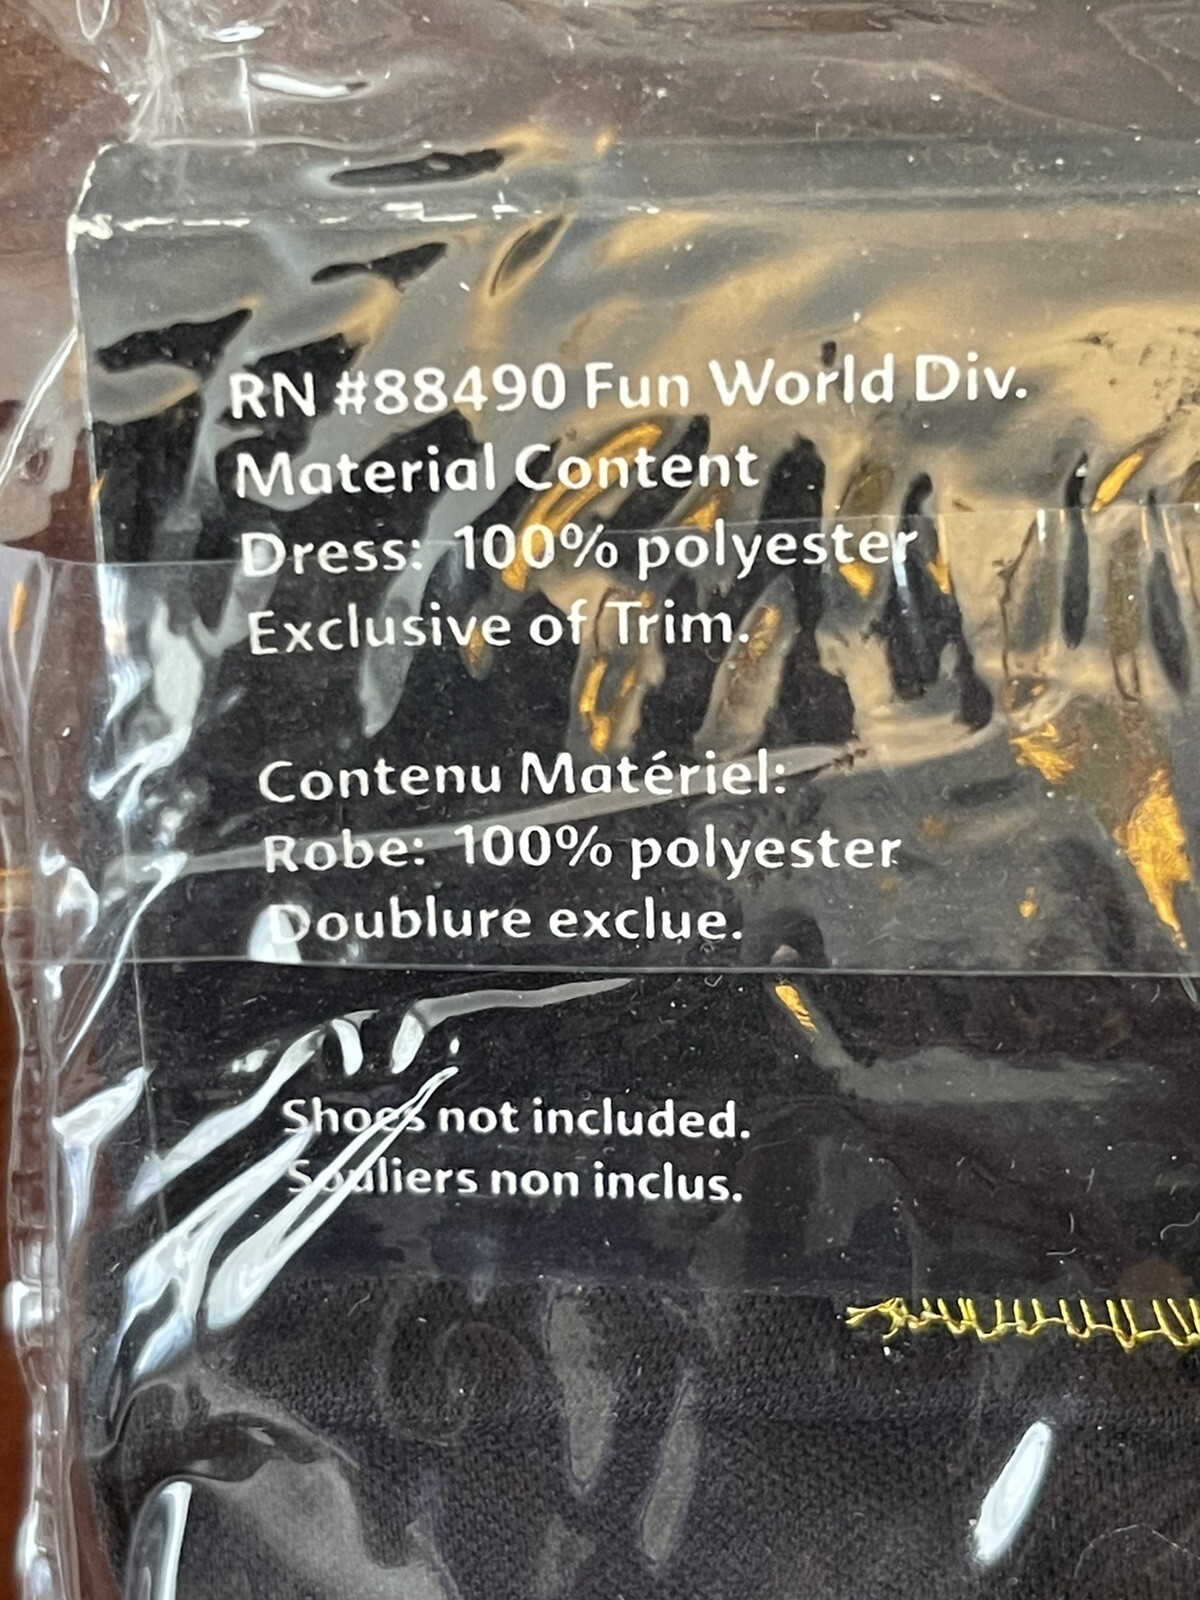 RN #88490 Fun World Div.
Material Content
Dress: 100% polyester
Exclusive of Trim.
Contenu Matériel:
Robe: 100% polyester
Doublure exclue.
Shoes not included.
Souliers non inclus.